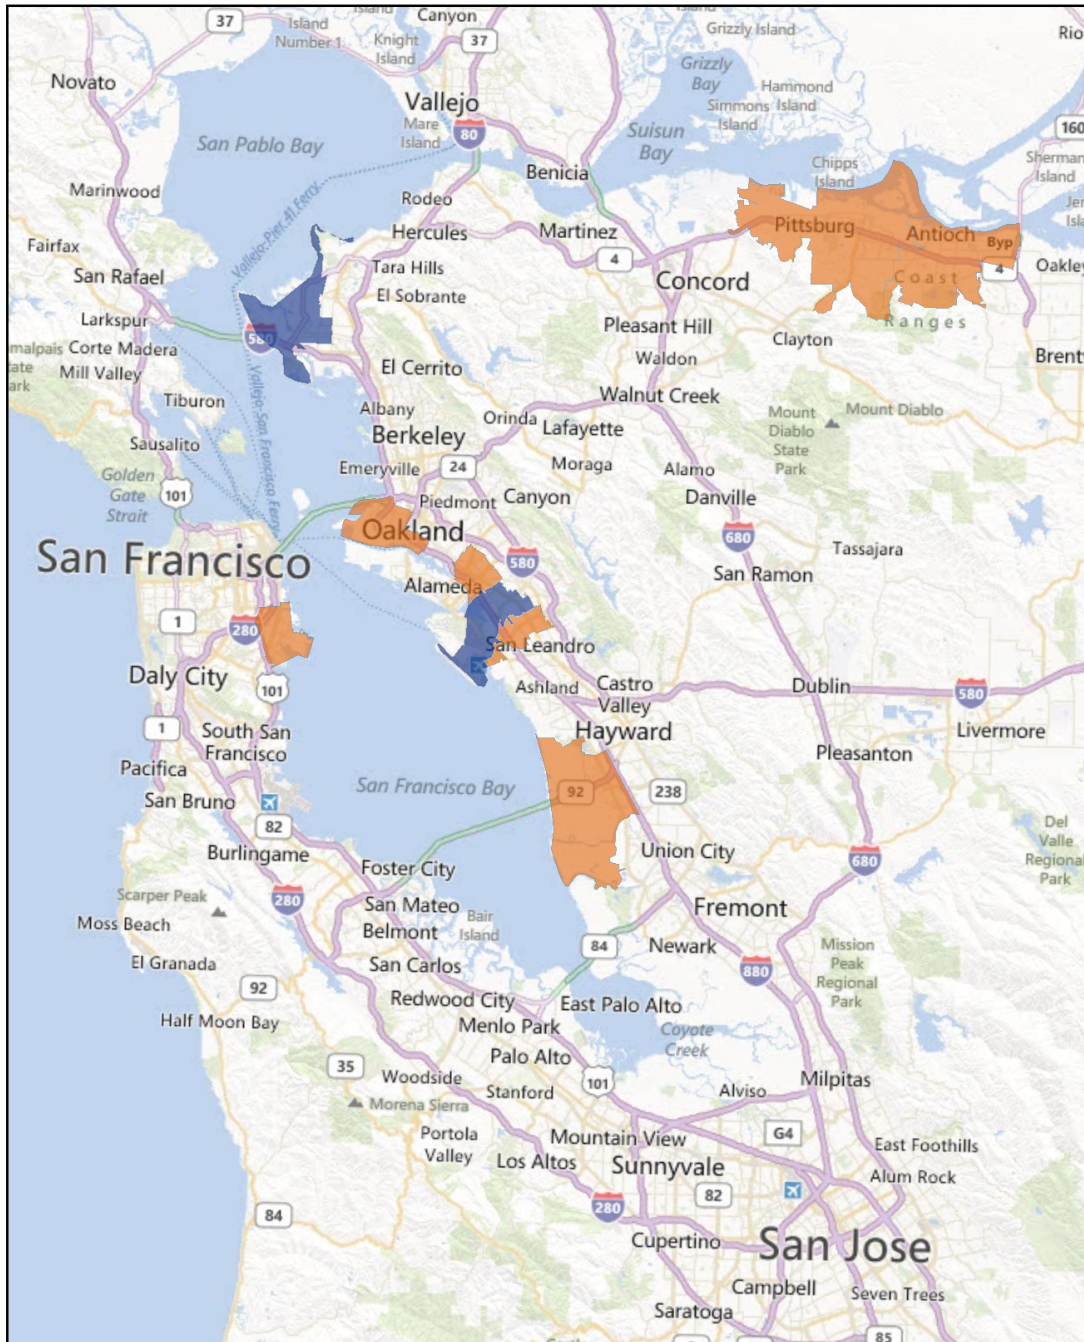 37
Island
Number 1
Island
Knight
Island
Canyon
37
Island
Grizzly Island
Rio
Novato
Grizzly
Bay
Hammond
Island
Simmons
Island
Vallejo
Mare
Island
80
San Pablo Bay
Suisun
Bay
160
Sherman
Island
Chipps
Island
Benicia
Marinwood
Rodeo
Jer
Isla
Vallejo-Pier 41 Ferry
Hercules
Martinez
Pittsburg
Antioch
Byp
Fairfax
San Rafael
Tara Hills
4
Concord
Coast
4
Oakley
El Sobrante
Larkspur
580
Pleasant Hill
Ranges
Clayton
malpais
tate
ark
Corte Madera
Mill Valley
El Cerrito
Waldon
Brent
Vallejo-San Francisco Ferry
Tiburon
Albany
Walnut Creek
Orinda
Lafayette
Mount
Diablo
State
Park
Mount Diablo
Sausalito
Berkeley
Golden
Gate
Strait
101
Emeryville
24
Moraga
Alamo
Piedmont
Canyon
Danville
Oakland
San Francisco
580
680
Tassajara
Alameda
San Ramon
1
280
San Leandro
Daly City
101
Ashland
Castro
Valley
Dublin
580
1
South San
Francisco
Hayward
Livermore
Pleasanton
Pacifica
San Francisco Bay
92
238
San Bruno
82
Del
Valle
Regional
Park
Burlingame
Foster City
Union City
680
Scarper Peak
280
San Mateo
Bair
Island
Fremont
Moss Beach
Belmont
84
Newark
Mission
Peak
Regional
Park
El Granada
San Carlos
880
92
Redwood City
East Palo Alto
Half Moon Bay
Menlo Park
Coyote
Creek
Palo Alto
35
Woodside
Stanford
101
Alviso
Milpitas
Morena Sierra
Portola
Valley
Mountain View
G4
East Foothills
Los Altos
Sunnyvale
Alum Rock
82
280
84
Cupertino
San Jose
Campbell
Seven Trees
Saratoga
85